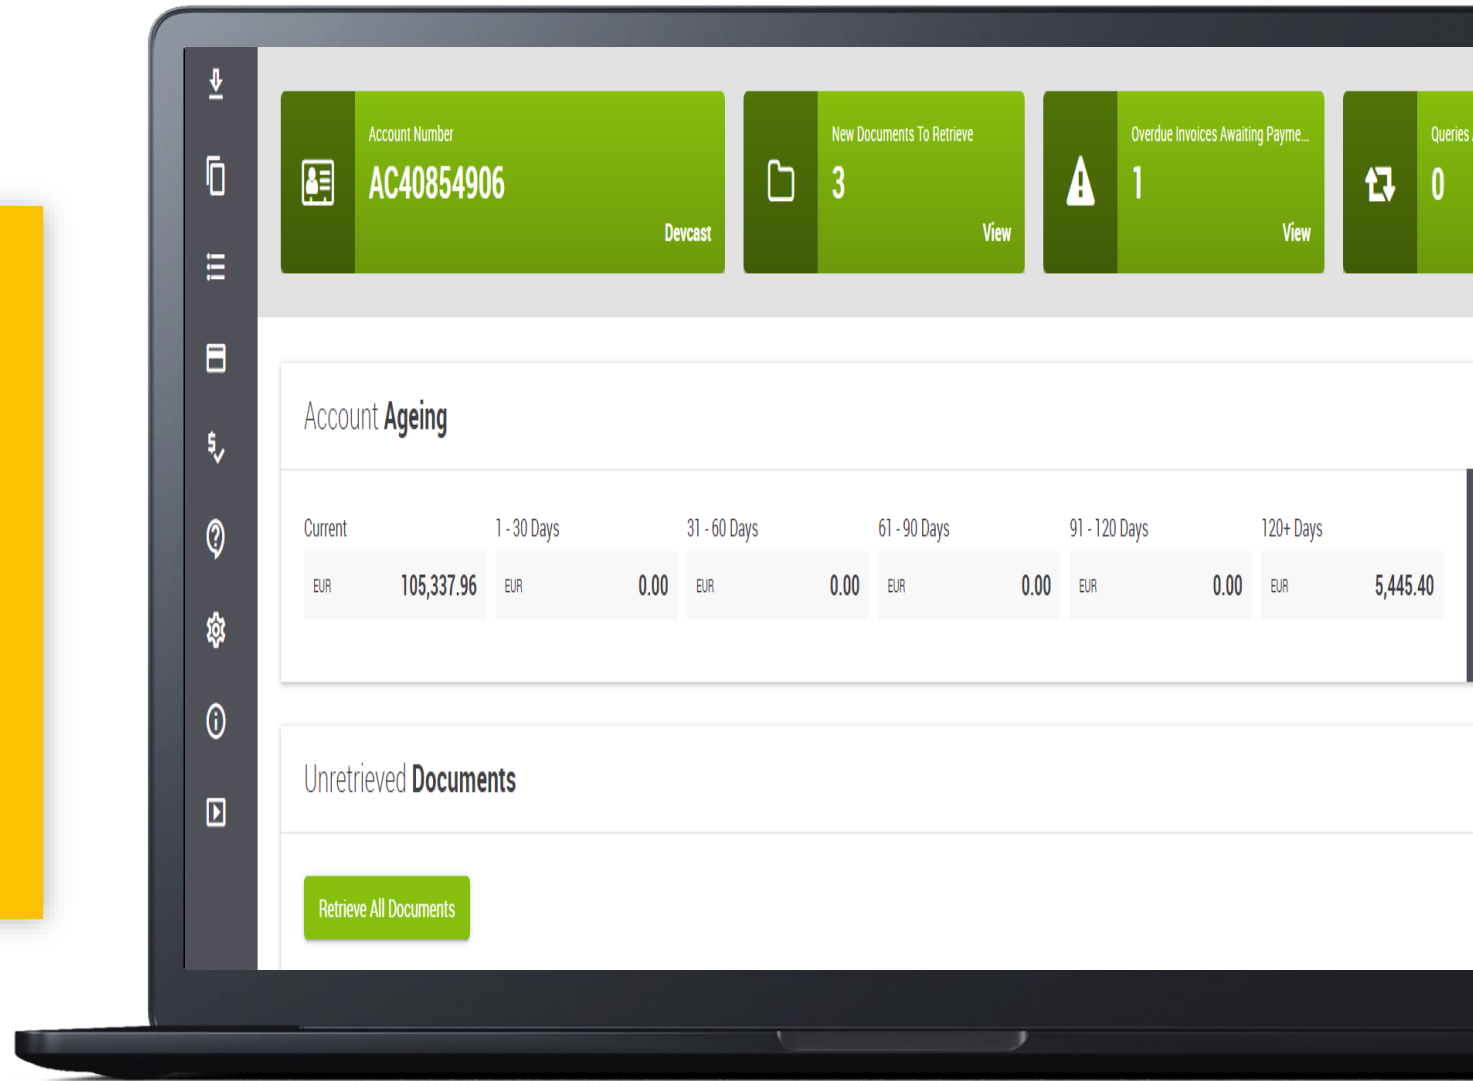 Account Number
AC40854906
Devcast
New Documents To Retrieve
3
View
Overdue Invoices Awaiting Payme...
1
View
Queries
0
Account Ageing
Current
1 - 30 Days
31 - 60 Days
61 - 90 Days
91 - 120 Days
120+ Days
EUR 105,337.96
EUR 0.00
EUR 0.00
EUR 0.00
EUR 0.00
EUR 5,445.40
Unretrieved Documents
Retrieve All Documents